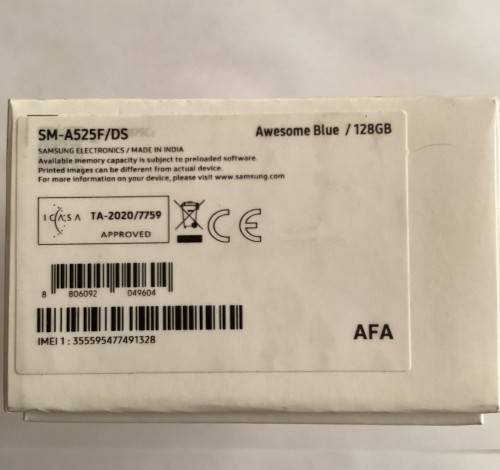 SM-A525F/DS
Awesome Blue / 128GB
SAMSUNG ELECTRONICS / MADE IN INDIA
Available memory capacity is subject to preloaded software.
Printed images can be different from actual device.
For more information on your device, please visit www.samsung.com
ICASA TA-2020/7759
APPROVED
CE
8 806092 049604
IMEI 1 : 355595477491328
AFA